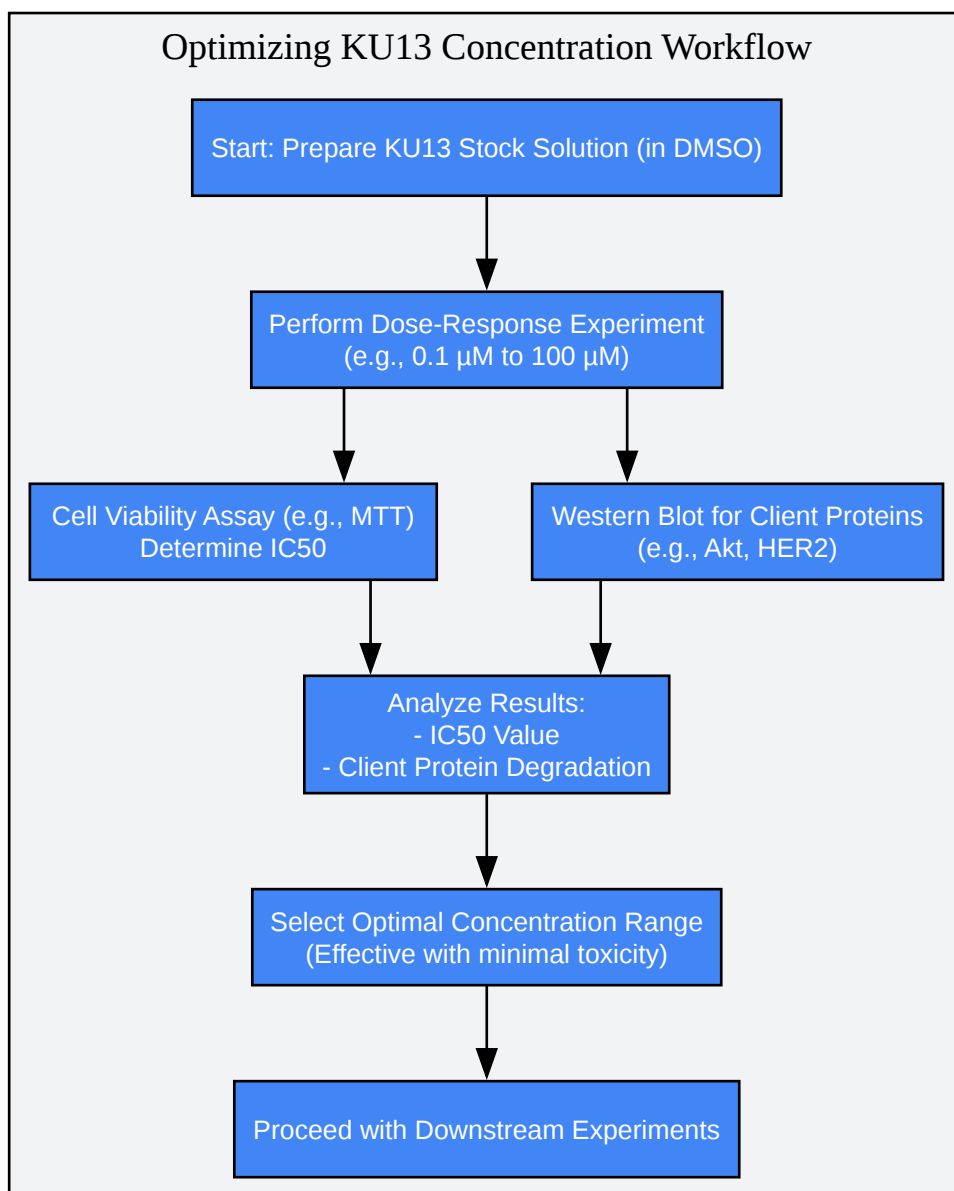 Optimizing KU13 Concentration Workflow
Start: Prepare KU13 Stock Solution (in DMSO)
Perform Dose-Response Experiment
(e.g., 0.1 µM to 100 µM)
Cell Viability Assay (e.g., MTT)
Determine IC50
Western Blot for Client Proteins
(e.g., Akt, HER2)
Analyze Results:
- IC50 Value
- Client Protein Degradation
Select Optimal Concentration Range
(Effective with minimal toxicity)
Proceed with Downstream Experiments